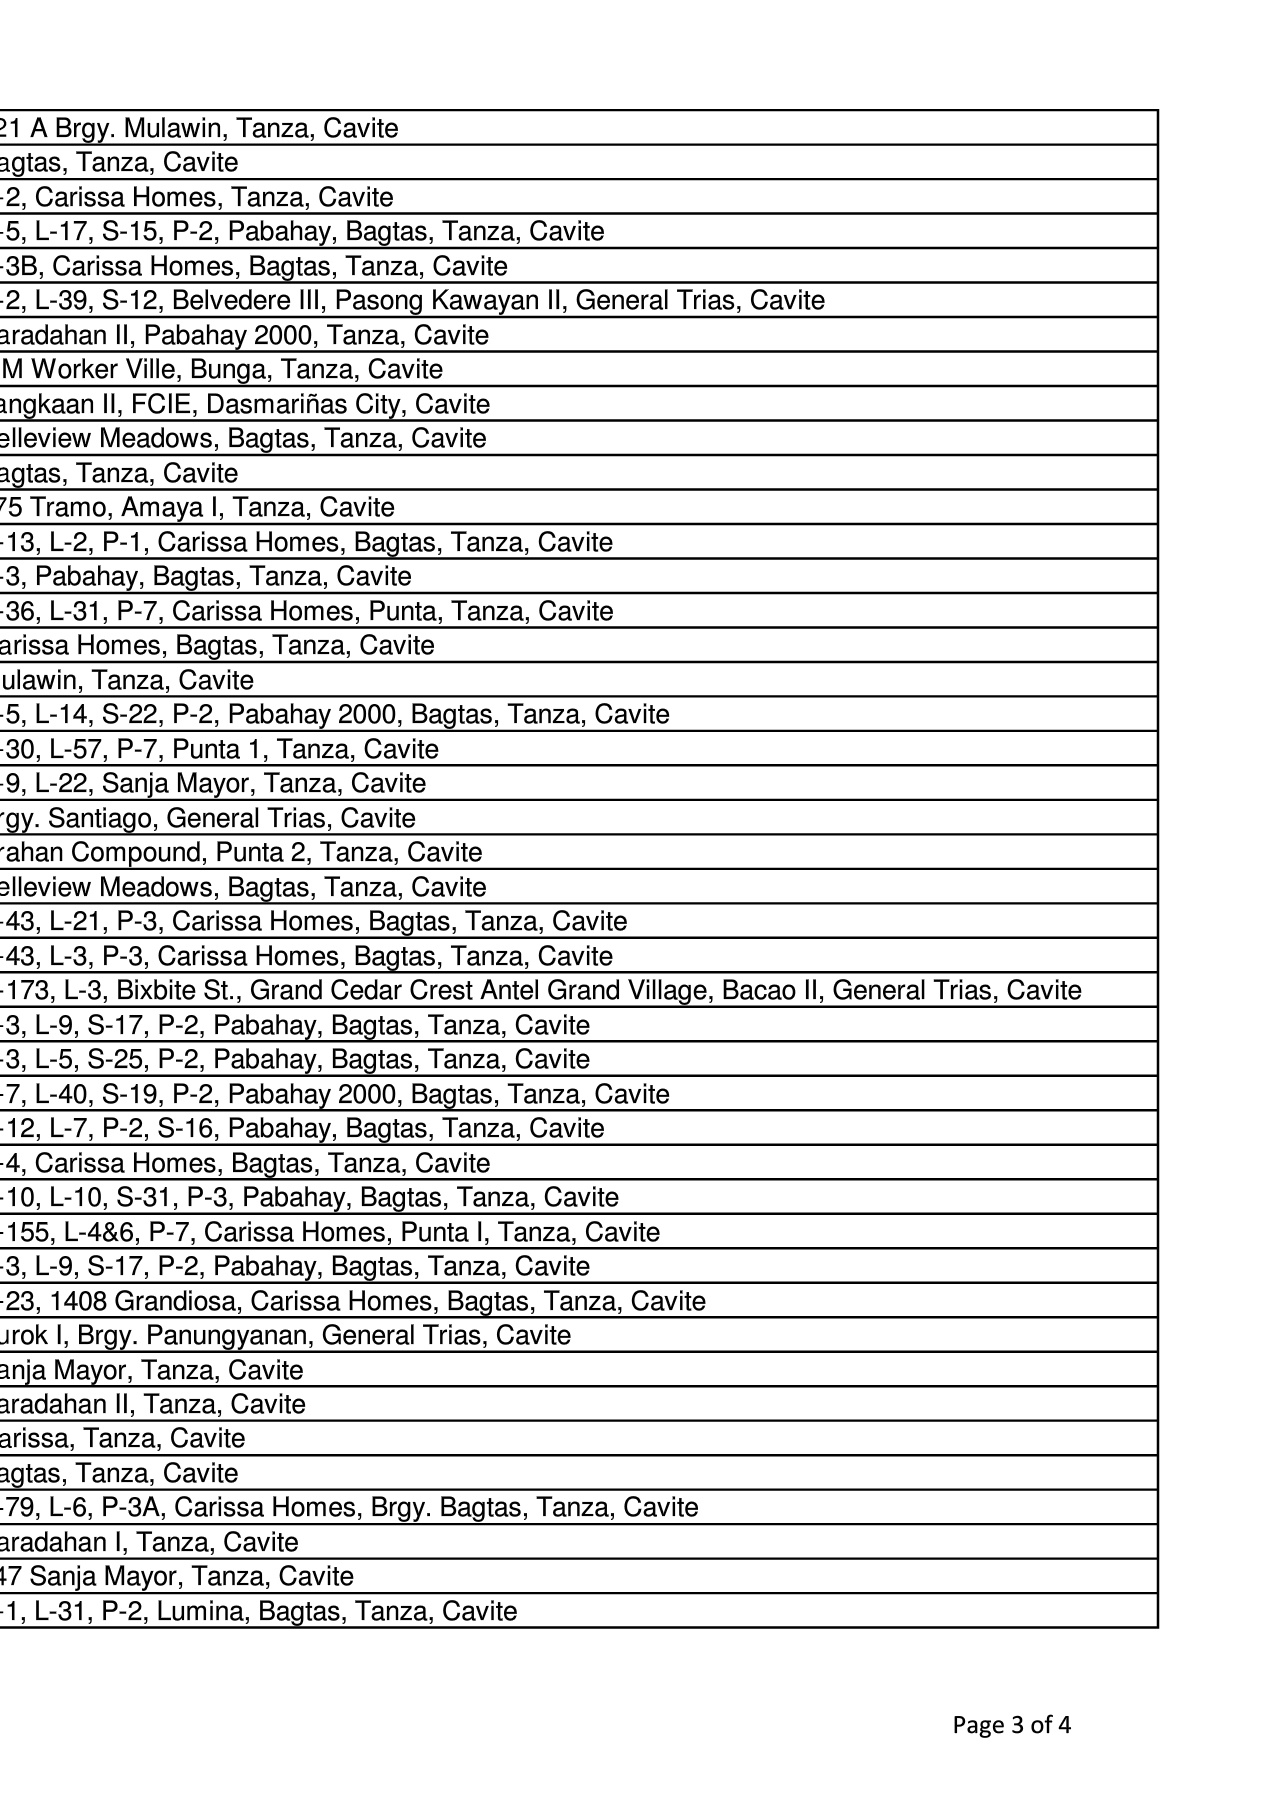 21 A Brgy. Mulawin, Tanza, Cavite
agtas, Tanza, Cavite
-2, Carissa Homes, Tanza, Cavite
-5, L-17, S-15, P-2, Pabahay, Bagtas, Tanza, Cavite
-3B, Carissa Homes, Bagtas, Tanza, Cavite
-2, L-39, S-12, Belvedere III, Pasong Kawayan II, General Trias, Cavite
aradahan II, Pabahay 2000, Tanza, Cavite
M Worker Ville, Bunga, Tanza, Cavite
angkaan II, FCIE, Dasmariñas City, Cavite
elleview Meadows, Bagtas, Tanza, Cavite
agtas, Tanza, Cavite
75 Tramo, Amaya I, Tanza, Cavite
-13, L-2, P-1, Carissa Homes, Bagtas, Tanza, Cavite
-3, Pabahay, Bagtas, Tanza, Cavite
-36, L-31, P-7, Carissa Homes, Punta, Tanza, Cavite
arissa Homes, Bagtas, Tanza, Cavite
ulawin, Tanza, Cavite
-5, L-14, S-22, P-2, Pabahay 2000, Bagtas, Tanza, Cavite
-30, L-57, P-7, Punta 1, Tanza, Cavite
-9, L-22, Sanja Mayor, Tanza, Cavite
rgy. Santiago, General Trias, Cavite
rahan Compound, Punta 2, Tanza, Cavite
elleview Meadows, Bagtas, Tanza, Cavite
-43, L-21, P-3, Carissa Homes, Bagtas, Tanza, Cavite
-43, L-3, P-3, Carissa Homes, Bagtas, Tanza, Cavite
-173, L-3, Bixbite St., Grand Cedar Crest Antel Grand Village, Bacao II, General Trias, Cavite
-3, L-9, S-17, P-2, Pabahay, Bagtas, Tanza, Cavite
-3, L-5, S-25, P-2, Pabahay, Bagtas, Tanza, Cavite
-7, L-40, S-19, P-2, Pabahay 2000, Bagtas, Tanza, Cavite
-12, L-7, P-2, S-16, Pabahay, Bagtas, Tanza, Cavite
-4, Carissa Homes, Bagtas, Tanza, Cavite
-10, L-10, S-31, P-3, Pabahay, Bagtas, Tanza, Cavite
-155, L-4&6, P-7, Carissa Homes, Punta I, Tanza, Cavite
-3, L-9, S-17, P-2, Pabahay, Bagtas, Tanza, Cavite
-23, 1408 Grandiosa, Carissa Homes, Bagtas, Tanza, Cavite
urok I, Brgy. Panungyanan, General Trias, Cavite
anja Mayor, Tanza, Cavite
aradahan II, Tanza, Cavite
arissa, Tanza, Cavite
agtas, Tanza, Cavite
-79, L-6, P-3A, Carissa Homes, Brgy. Bagtas, Tanza, Cavite
aradahan I, Tanza, Cavite
47 Sanja Mayor, Tanza, Cavite
-1, L-31, P-2, Lumina, Bagtas, Tanza, Cavite
Page 3 of 4